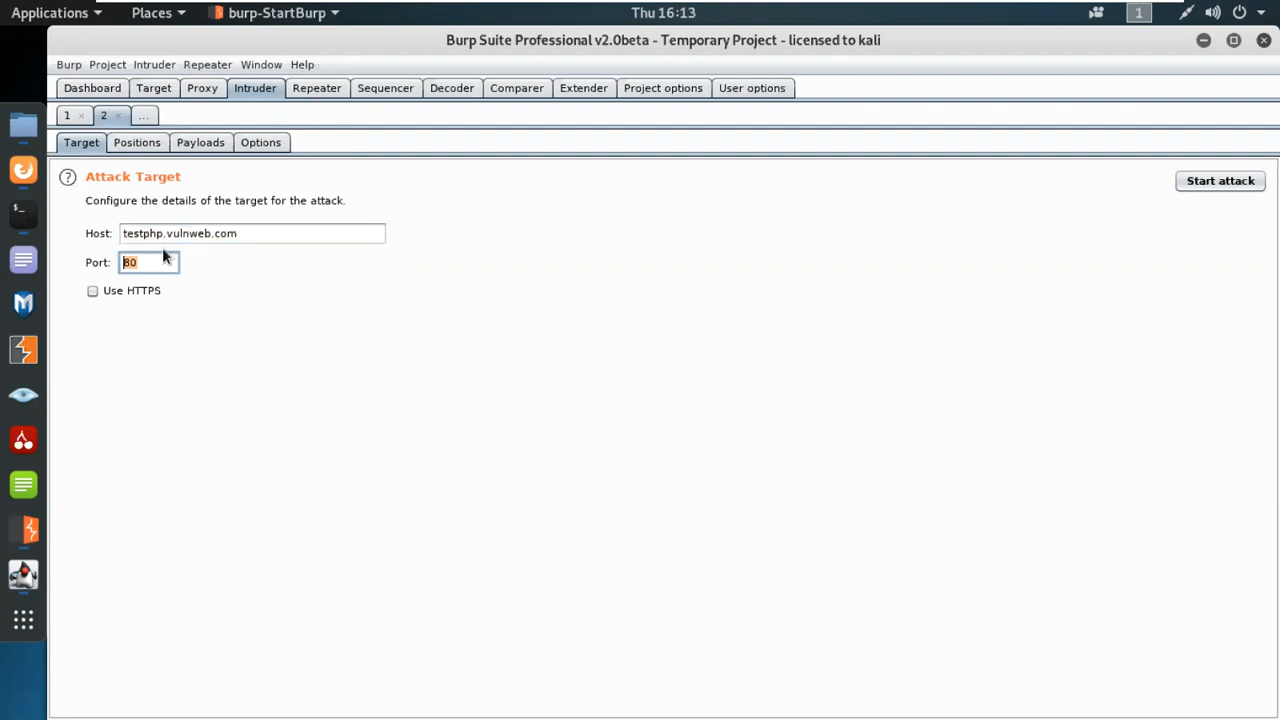 Applications Places burp-StartBurp Thu 16:13 1
Burp Suite Professional v2.0beta - Temporary Project - licensed to kali
Burp Project Intruder Repeater Window Help
Dashboard Target Proxy Intruder Repeater Sequencer Decoder Comparer Extender Project options User options
1 × 2 × ...
Target Positions Payloads Options
? Attack Target Start attack
Configure the details of the target for the attack.
Host: testphp.vulnweb.com
Port: 80
Use HTTPS